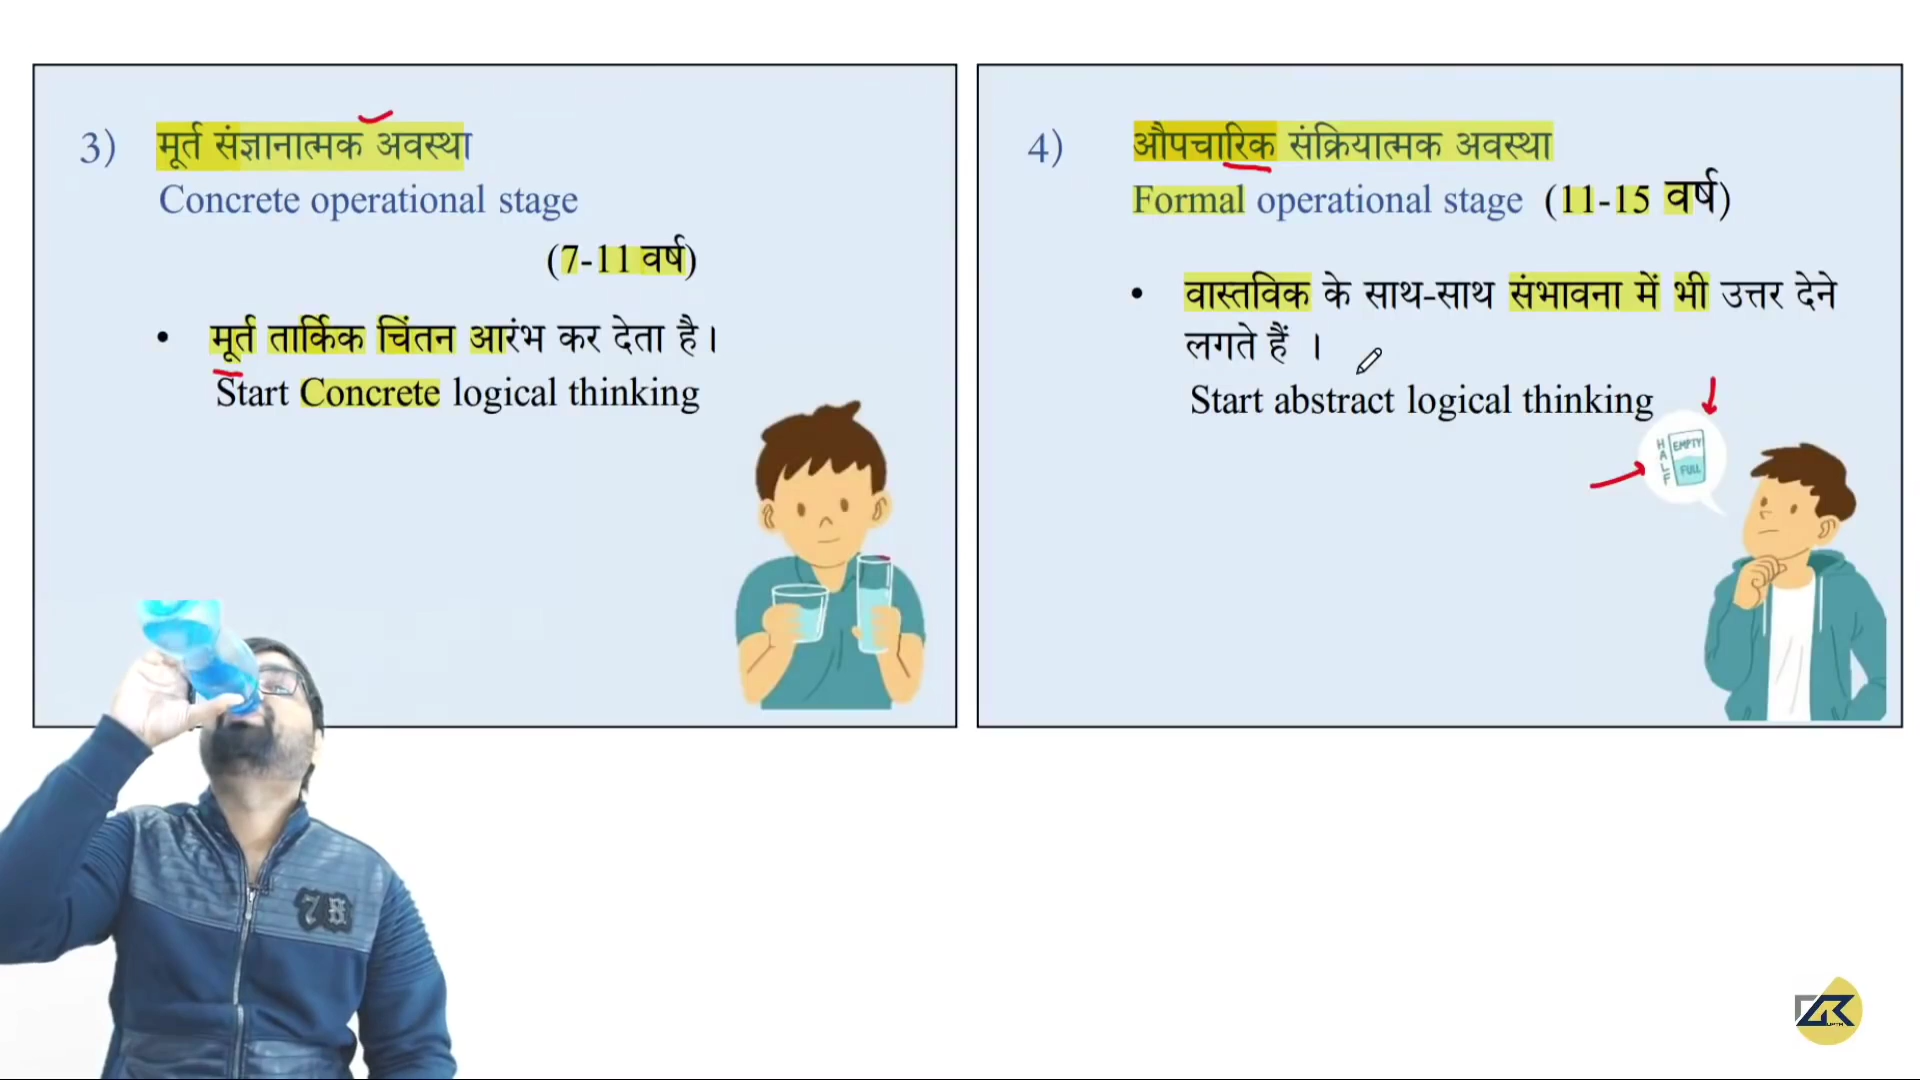 3) मूर्त संज्ञानात्मक अवस्था
Concrete operational stage
(7-11 वर्ष)
• मूर्त तार्किक चिंतन आरंभ कर देता है।
Start Concrete logical thinking
4) औपचारिक संक्रियात्मक अवस्था
Formal operational stage (11-15 वर्ष)
• वास्तविक के साथ-साथ संभावना में भी उत्तर देने
लगते हैं ।
Start abstract logical thinking
HALF
EMPTY
FULL
78